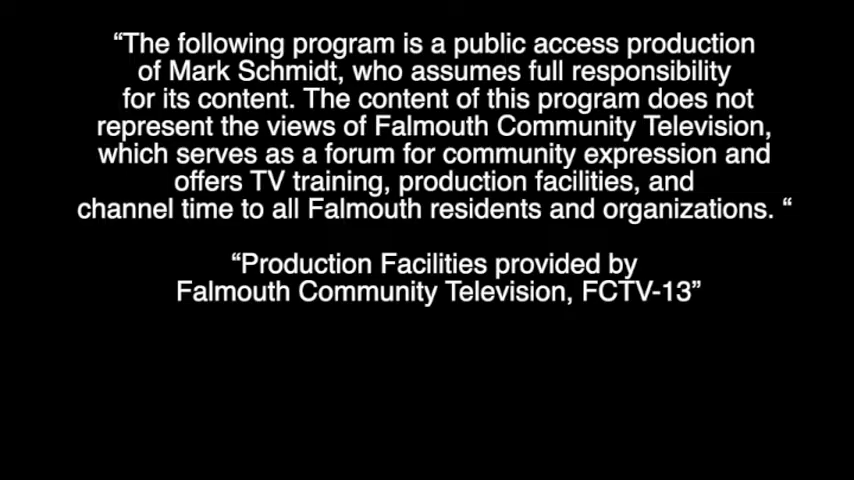 “The following program is a public access production
of Mark Schmidt, who assumes full responsibility
for its content. The content of this program does not
represent the views of Falmouth Community Television,
which serves as a forum for community expression and
offers TV training, production facilities, and
channel time to all Falmouth residents and organizations. “
“Production Facilities provided by
Falmouth Community Television, FCTV-13”